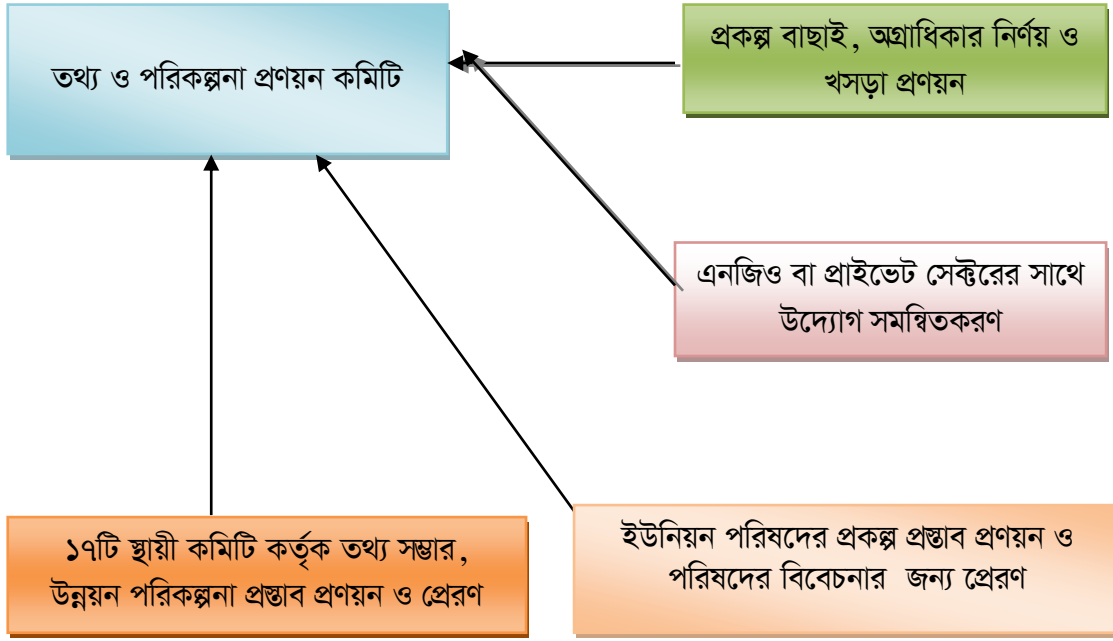 তথ্য ও পরিকল্পনা প্রণয়ন কমিটি
প্রকল্প বাছাই, অগ্রাধিকার নির্ণয় ও
খসড়া প্রণয়ন
এনজিও বা প্রাইভেট সেক্টরের সাথে
উদ্যোগ সমন্বিতকরণ
১৭টি স্থায়ী কমিটি কর্তৃক তথ্য সম্ভার,
উন্নয়ন পরিকল্পনা প্রস্তাব প্রণয়ন ও প্রেরণ
ইউনিয়ন পরিষদের প্রকল্প প্রস্তাব প্রণয়ন ও
পরিষদের বিবেচনার জন্য প্রেরণ